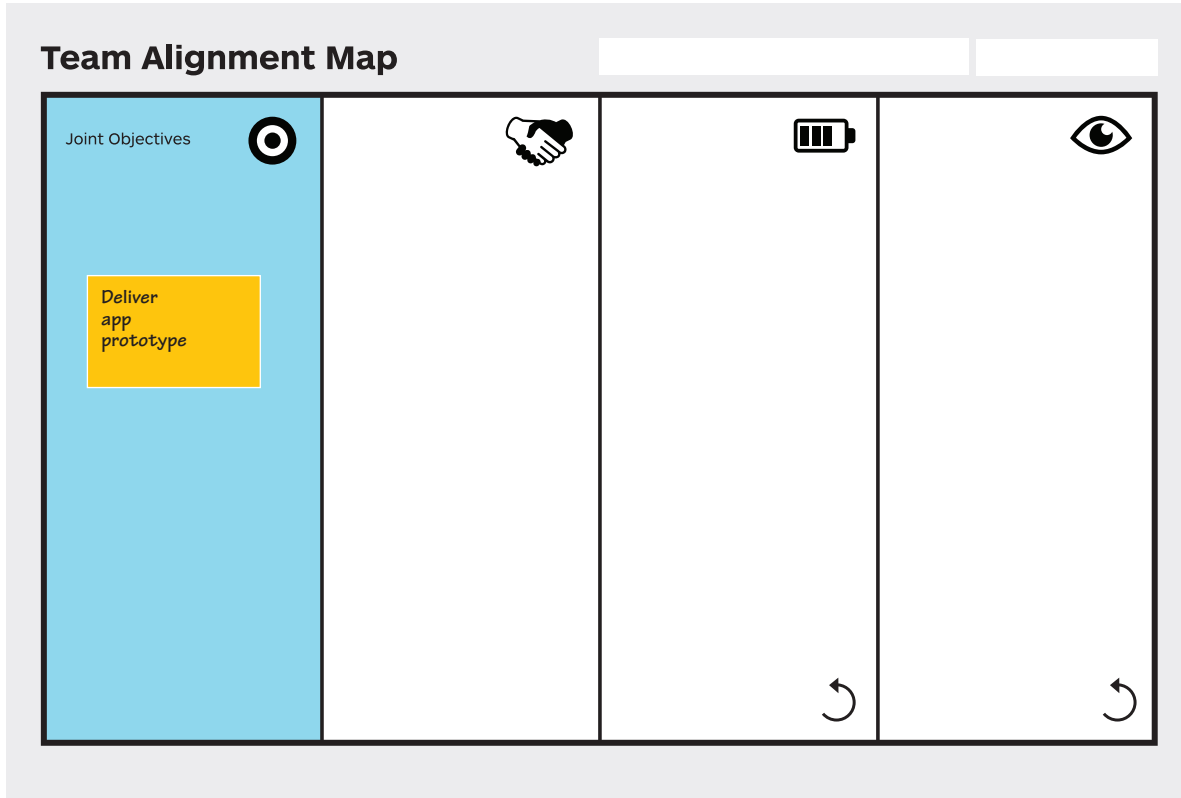 Team Alignment Map
Joint Objectives
Deliver
app
prototype